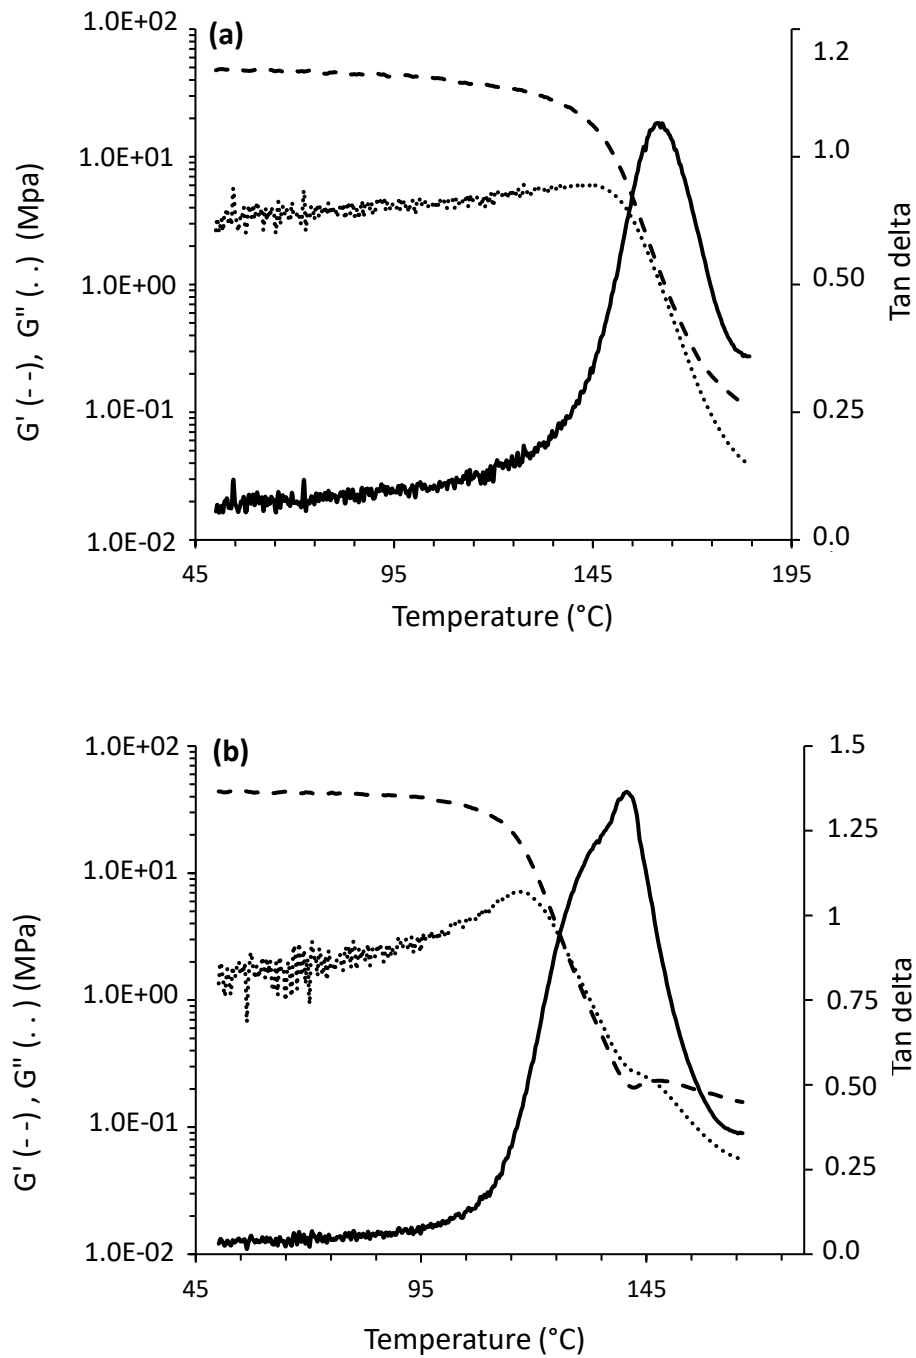 (a)
1.0E+02
1.0E+01
1.0E+00
1.0E-01
1.0E-02
G' (- -) , G" (. . ) (Mpa)
1.2
1.0
0.50
0.25
0.0
Tan delta
45 95 145 195
Temperature (°C)
(b)
1.0E+02
1.0E+01
1.0E+00
1.0E-01
1.0E-02
G' (- -) , G" (. . ) (MPa)
1.5
1.25
1
0.75
0.50
0.25
0.0
Tan delta
45 95 145
Temperature (°C)